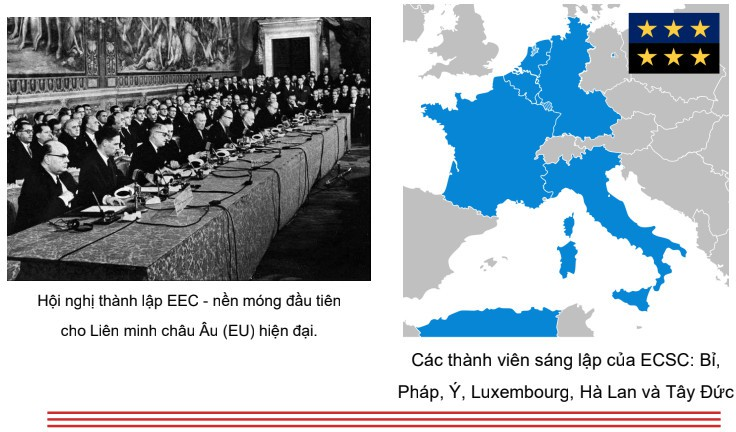 Hội nghị thành lập EEC - nền móng đầu tiên
cho Liên minh châu Âu (EU) hiện đại.
Các thành viên sáng lập của ECSC: Bỉ,
Pháp, Ý, Luxembourg, Hà Lan và Tây Đức